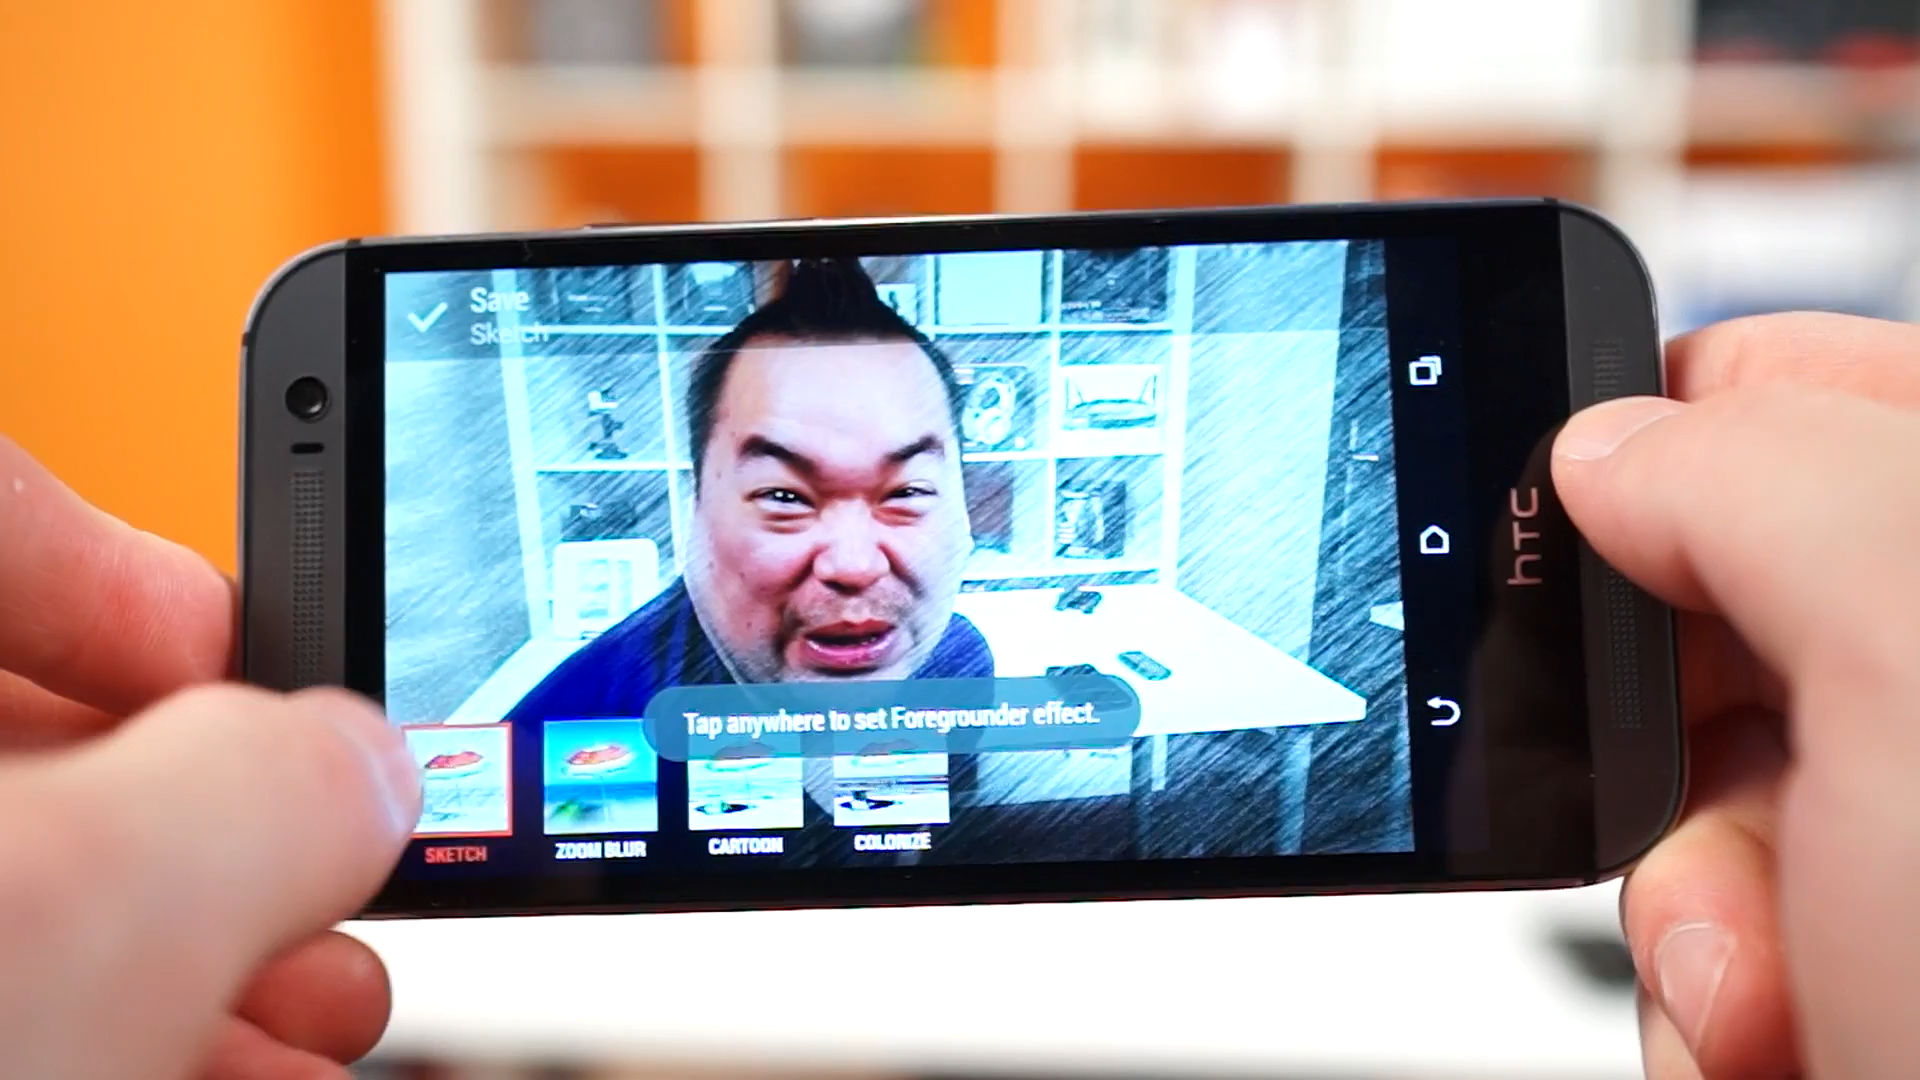 Save
Sketch
Tap anywhere to set Foregrounder effect.
SKETCH
ZOOM BLUR
CARTOON
COLORIZE
hTC